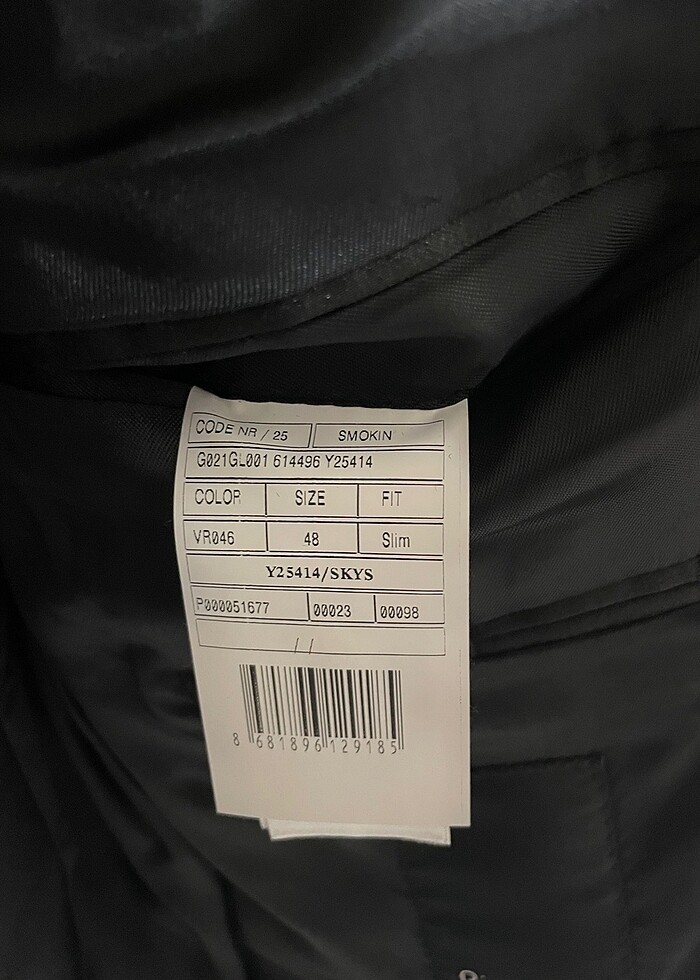 CODE NR / 25 SMOKIN
G021GL001 614496 Y25414
COLOR SIZE FIT
VR046 48 Slim
Y25414/SKYS
P000051677 00023 00098
/ /
8 681896 129185